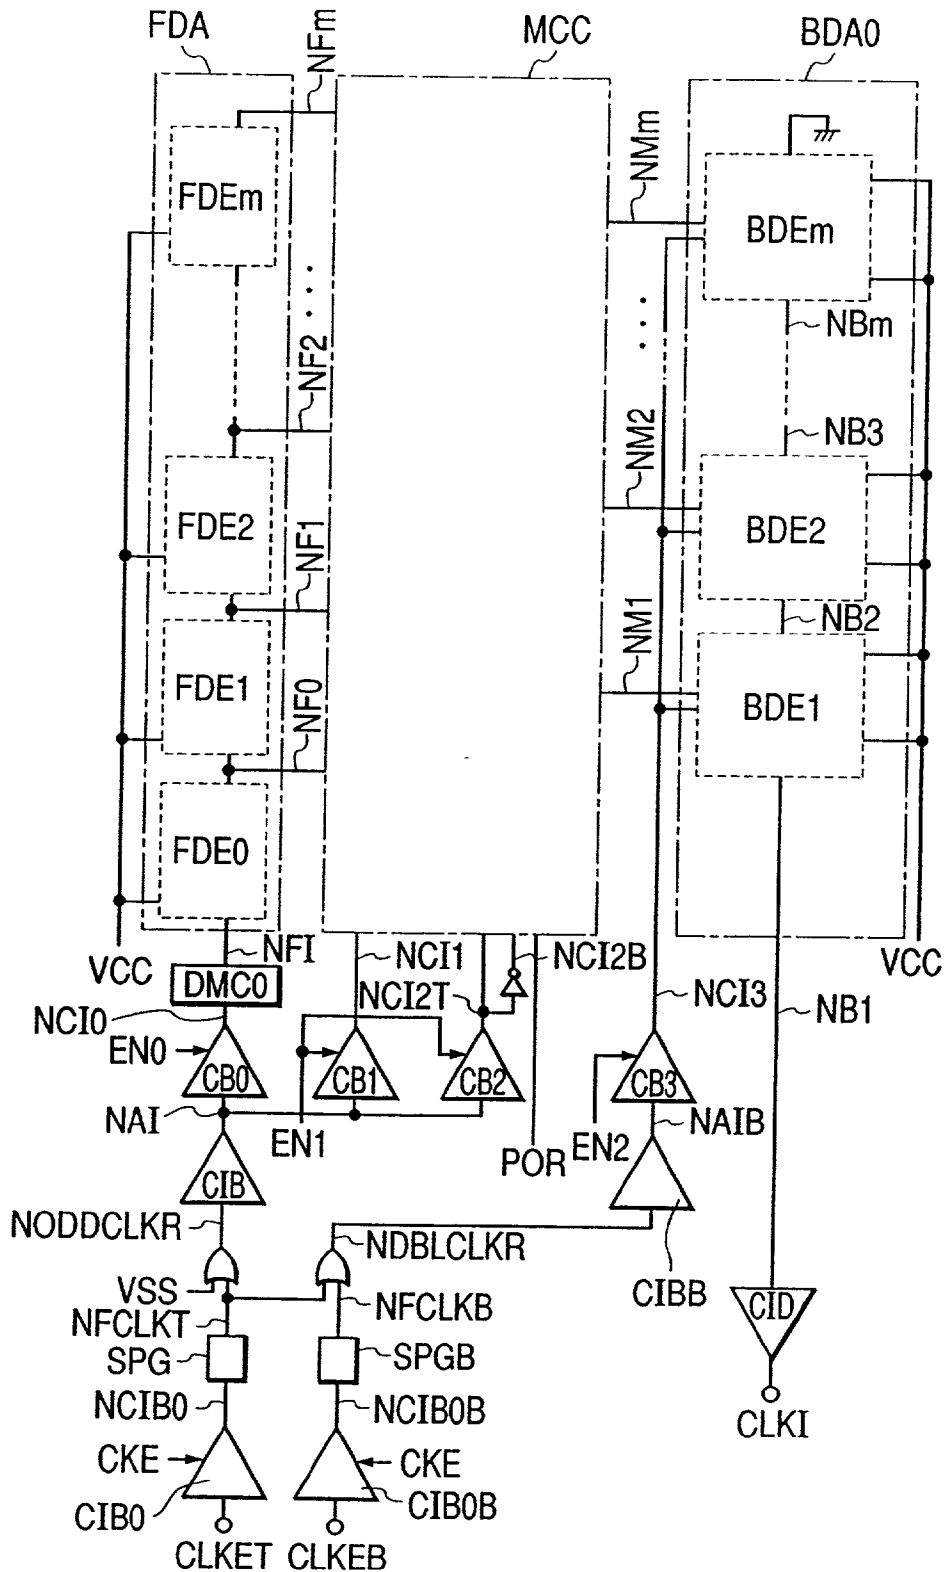 FDA
NFm
MCC
BDA0
FDEm
NMm
BDEm
NF2
NBm
NM2
NB3
FDE2
NF1
BDE2
NM1
NB2
FDE1
NF0
BDE1
FDE0
VCC
NFI
NCI1
NCI2B
VCC
DMC0
NCI2T
NCI3
NB1
NCI0
EN0
CB0
CB1
CB2
CB3
NAI
EN1
POR
EN2
NAIB
CIB
NODDCLKR
NDBLCLKR
VSS
CIBB
CID
NFCLKT
NFCLKB
SPG
SPGB
NCIB0
NCIB0B
CLKI
CKE
CKE
CIB0
CIB0B
CLKET
CLKEB